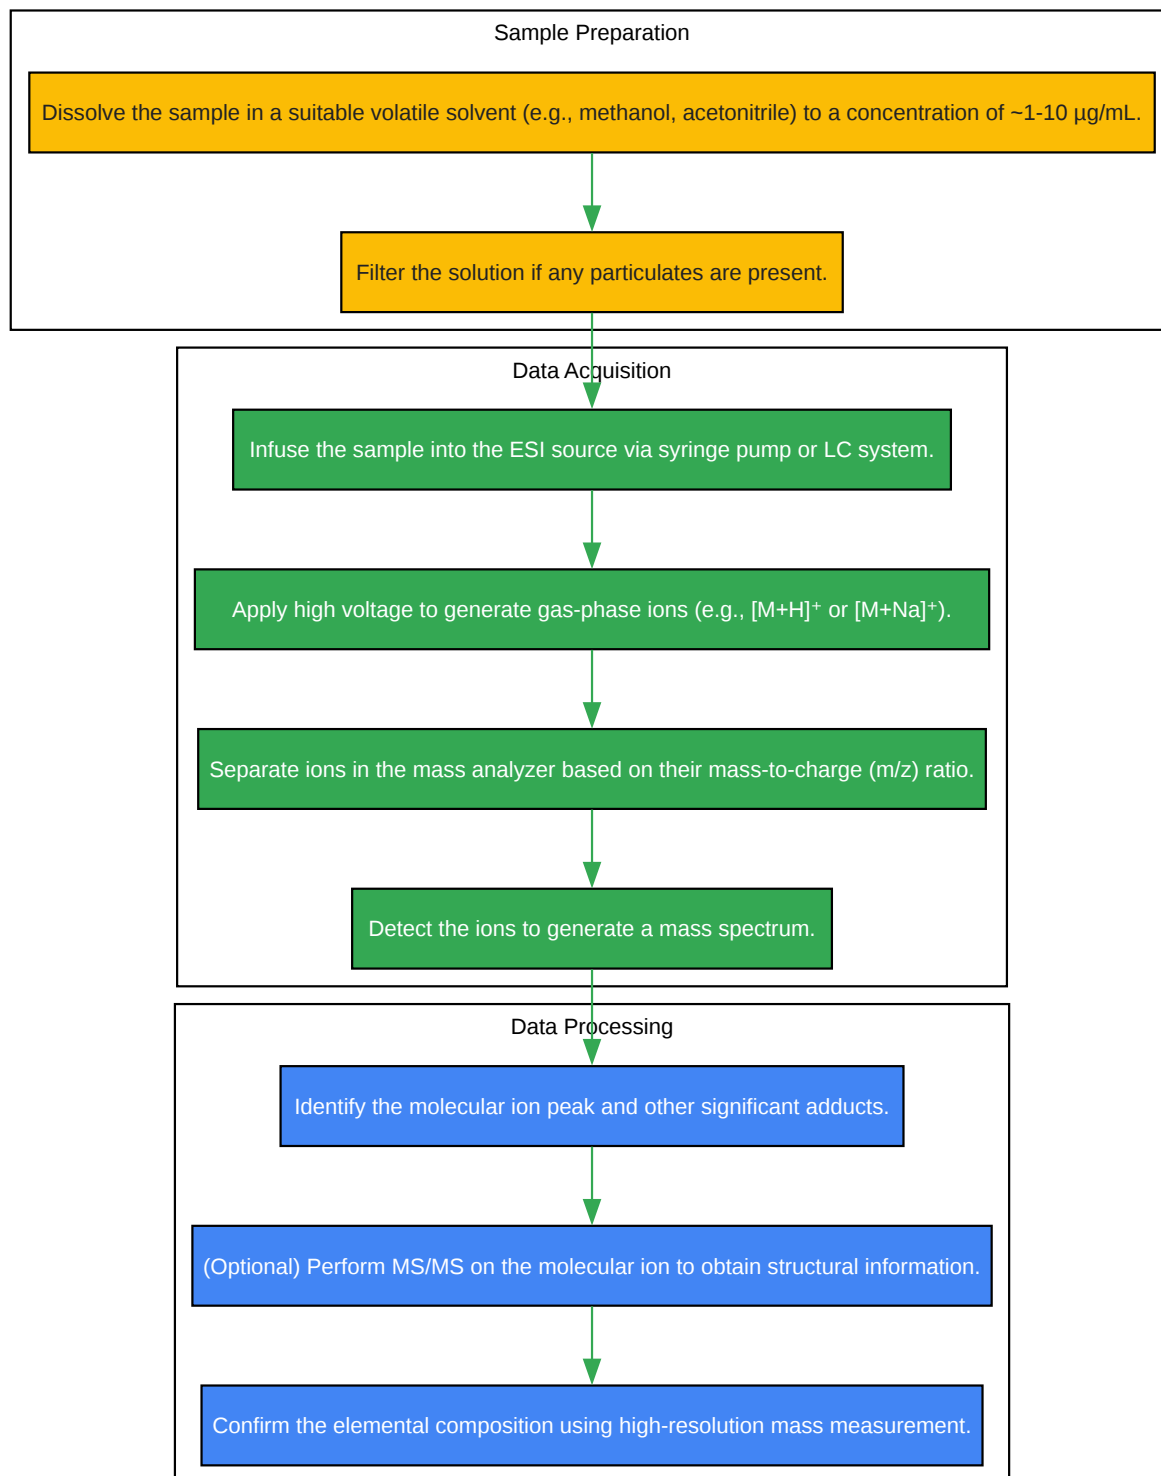 Sample Preparation
Dissolve the sample in a suitable volatile solvent (e.g., methanol, acetonitrile) to a concentration of ~1-10 µg/mL.
Filter the solution if any particulates are present.
Data Acquisition
Infuse the sample into the ESI source via syringe pump or LC system.
Apply high voltage to generate gas-phase ions (e.g., [M+H]⁺ or [M+Na]⁺).
Separate ions in the mass analyzer based on their mass-to-charge (m/z) ratio.
Detect the ions to generate a mass spectrum.
Data Processing
Identify the molecular ion peak and other significant adducts.
(Optional) Perform MS/MS on the molecular ion to obtain structural information.
Confirm the elemental composition using high-resolution mass measurement.